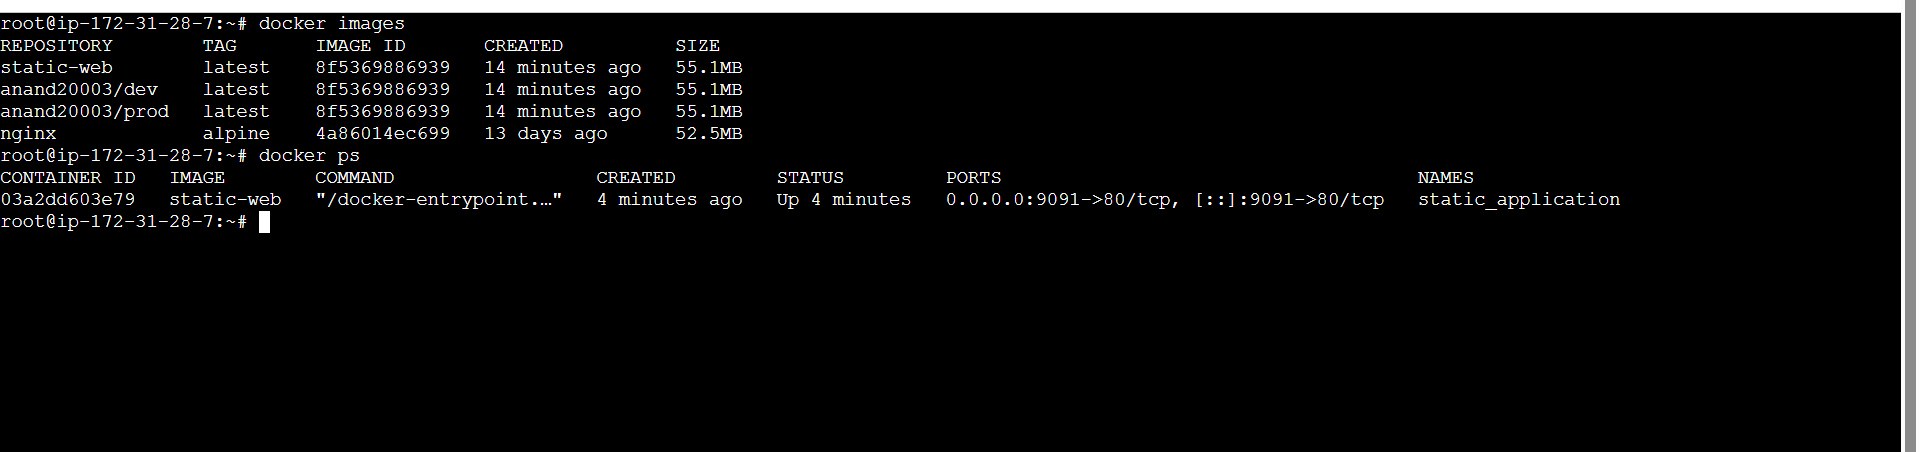 root@ip-172-31-28-7:~# docker images
REPOSITORY        TAG       IMAGE ID       CREATED          SIZE
static-web        latest    8f5369886939   14 minutes ago   55.1MB
anand20003/dev    latest    8f5369886939   14 minutes ago   55.1MB
anand20003/prod   latest    8f5369886939   14 minutes ago   55.1MB
nginx             alpine    4a86014ec699   13 days ago      52.5MB
root@ip-172-31-28-7:~# docker ps
CONTAINER ID   IMAGE        COMMAND                  CREATED         STATUS         PORTS                                     NAMES
03a2dd603e79   static-web   "/docker-entrypoint.…"   4 minutes ago   Up 4 minutes   0.0.0.0:9091->80/tcp, [::]:9091->80/tcp   static_application
root@ip-172-31-28-7:~#